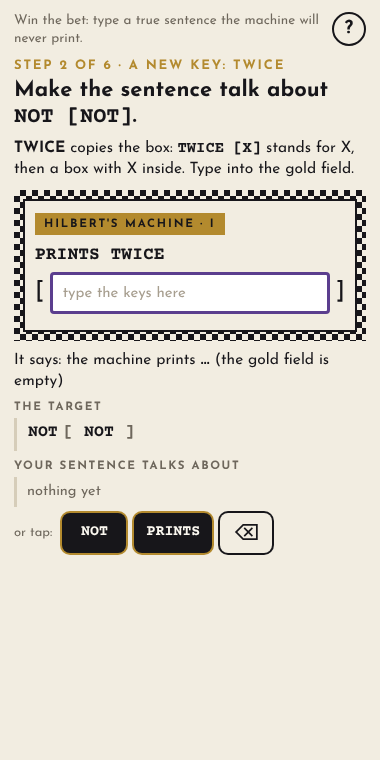 Win the bet: type a true sentence the machine will
never print.
?
STEP 2 OF 6 · A NEW KEY: TWICE
Make the sentence talk about
NOT [NOT].
TWICE copies the box: TWICE [X] stands for X,
then a box with X inside. Type into the gold field.
HILBERT'S MACHINE · I
PRINTS TWICE
[ type the keys here ]
It says: the machine prints … (the gold field is
empty)
THE TARGET
NOT [ NOT ]
YOUR SENTENCE TALKS ABOUT
nothing yet
or tap: NOT PRINTS